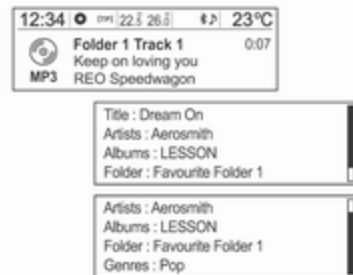 12:34 22.5 26.0 23°C
Folder 1 Track 1 0:07
Keep on loving you
MP3 REO Speedwagon
Title : Dream On
Artists : Aerosmith
Albums : LESSON
Folder : Favourite Folder 1
Artists : Aerosmith
Albums : LESSON
Folder : Favourite Folder 1
Genres : Pop